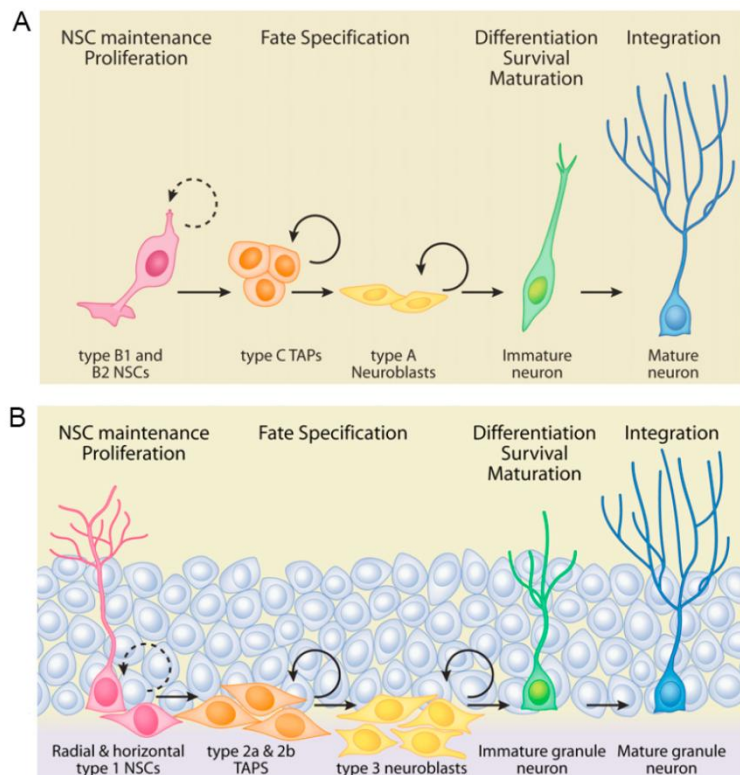 A
NSC maintenance
Proliferation
Fate Specification
Differentiation
Survival
Maturation
Integration
type B1 and
B2 NSCs
type C TAPs
type A
Neuroblasts
Immature
neuron
Mature
neuron
B
NSC maintenance
Proliferation
Fate Specification
Differentiation
Survival
Maturation
Integration
Radial & horizontal
type 1 NSCs
type 2a & 2b
TAPS
type 3 neuroblasts
Immature granule
neuron
Mature granule
neuron